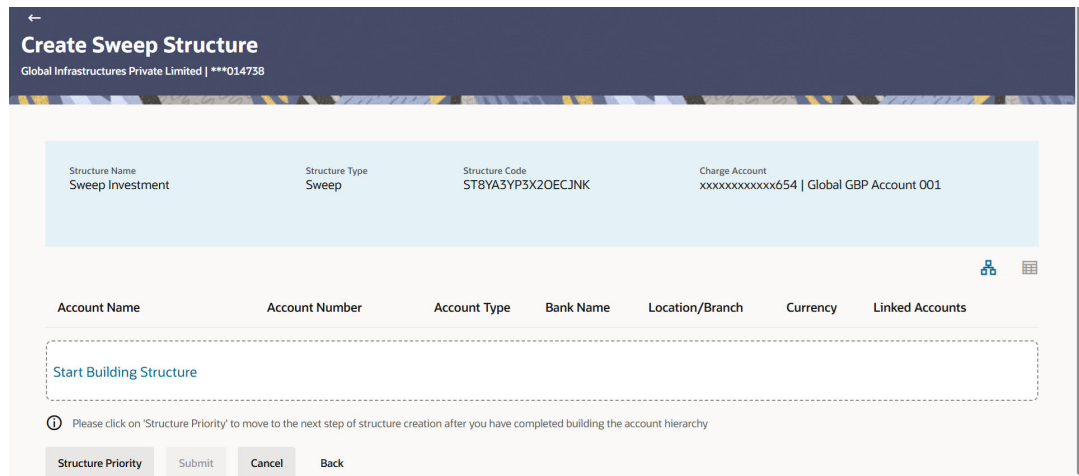 Create Sweep Structure
Global Infrastructures Private Limited | ***014738
Structure Name Structure Type Structure Code Charge Account
Sweep Investment Sweep ST8YA3YP3X2OECJNK xxxxxxxxxxxx654 | Global GBP Account 001
Account Name Account Number Account Type Bank Name Location/Branch Currency Linked Accounts
Start Building Structure
Please click on 'Structure Priority' to move to the next step of structure creation after you have completed building the account hierarchy
Structure Priority Submit Cancel Back